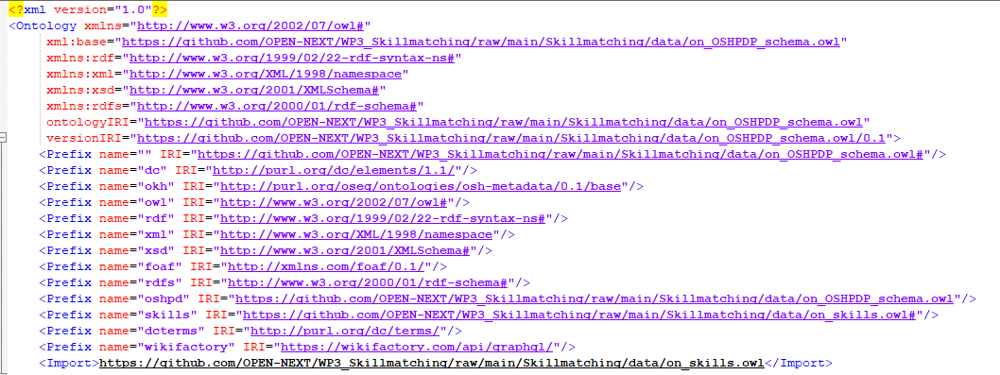 <?xml version="1.0"?>
<Ontology xmlns="http://www.w3.org/2002/07/owl#"
xml:base="https://github.com/OPEN-NEXT/WP3_Skillmatching/raw/main/Skillmatching/data/on_OSHPDP_schema.owl"
xmlns:rdf="http://www.w3.org/1999/02/22-rdf-syntax-ns#"
xmlns:xml="http://www.w3.org/XML/1998/namespace"
xmlns:xsd="http://www.w3.org/2001/XMLSchema#"
xmlns:rdfs="http://www.w3.org/2000/01/rdf-schema#"
ontologyIRI="https://github.com/OPEN-NEXT/WP3_Skillmatching/raw/main/Skillmatching/data/on_OSHPDP_schema.owl"
versionIRI="https://github.com/OPEN-NEXT/WP3_Skillmatching/raw/main/Skillmatching/data/on_OSHPDP_schema.owl/0.1">
<Prefix name="" IRI="https://github.com/OPEN-NEXT/WP3_Skillmatching/raw/main/Skillmatching/data/on_OSHPDP_schema.owl#"/>
<Prefix name="dc" IRI="http://purl.org/dc/elements/1.1/"/>
<Prefix name="okh" IRI="http://purl.org/oseg/ontologies/osh-metadata/0.1/base"/>
<Prefix name="owl" IRI="http://www.w3.org/2002/07/owl#"/>
<Prefix name="rdf" IRI="http://www.w3.org/1999/02/22-rdf-syntax-ns#"/>
<Prefix name="xml" IRI="http://www.w3.org/XML/1998/namespace"/>
<Prefix name="xsd" IRI="http://www.w3.org/2001/XMLSchema#"/>
<Prefix name="foaf" IRI="http://xmlns.com/foaf/0.1/"/>
<Prefix name="rdfs" IRI="http://www.w3.org/2000/01/rdf-schema#"/>
<Prefix name="oshpd" IRI="https://github.com/OPEN-NEXT/WP3_Skillmatching/raw/main/Skillmatching/data/on_OSHPDP_schema.owl"/>
<Prefix name="skills" IRI="https://github.com/OPEN-NEXT/WP3_Skillmatching/raw/main/Skillmatching/data/on_skills.owl#"/>
<Prefix name="dcterms" IRI="http://purl.org/dc/terms/"/>
<Prefix name="wikifactory" IRI="https://wikifactory.com/api/graphql/"/>
<Import>https://github.com/OPEN-NEXT/WP3_Skillmatching/raw/main/Skillmatching/data/on_skills.owl</Import>